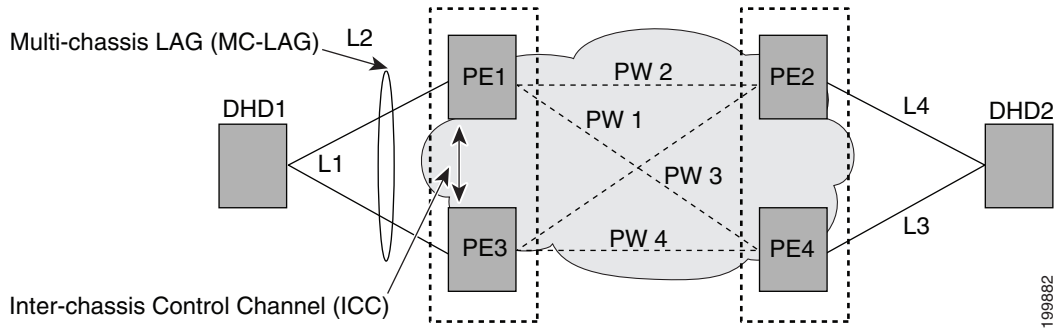 Multi-chassis LAG (MC-LAG)
L2
PE1
PE2
PW 2
DHD1
PW 1
L4
DHD2
L1
PW 3
PE3
PW 4
PE4
L3
Inter-chassis Control Channel (ICC)
199882